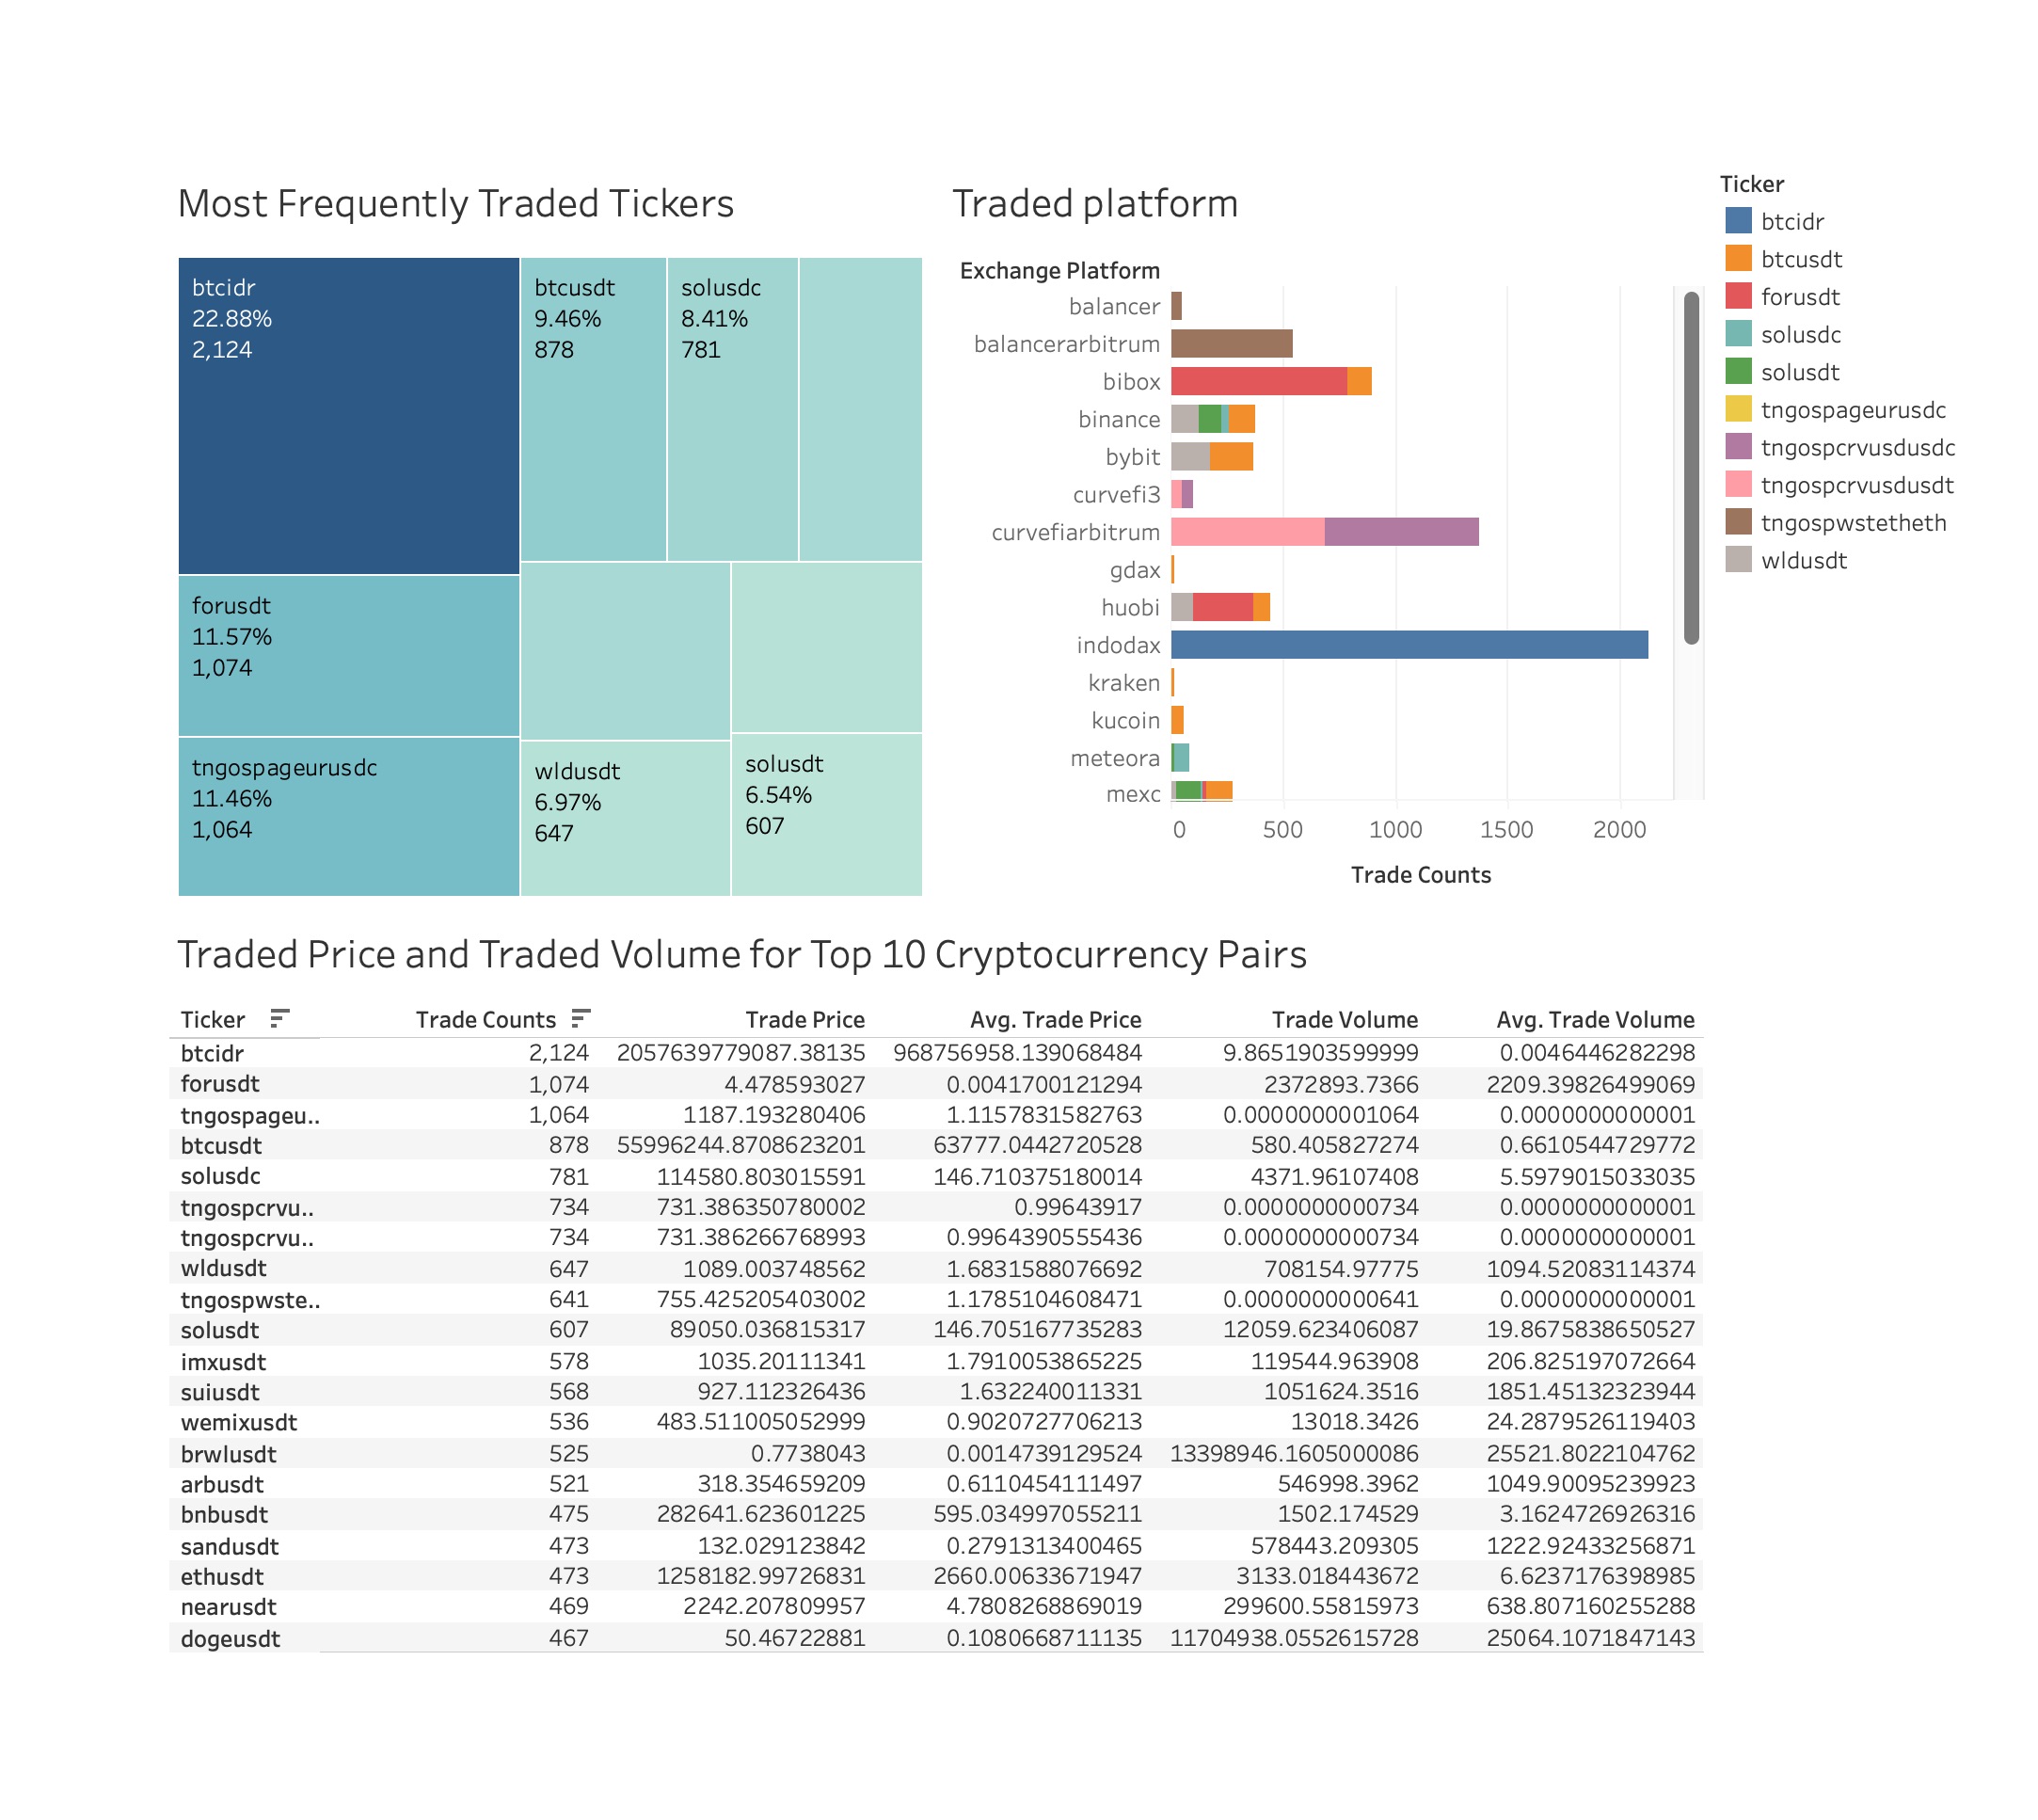 Most Frequently Traded Tickers
btcidr
22.88%
2,124
btcusdt
9.46%
878
solusdc
8.41%
781
forusdt
11.57%
1,074
tngospageurusdc
11.46%
1,064
wldusdt
6.97%
647
solusdt
6.54%
607
Traded platform
Exchange Platform
balancer
balancerarbitrum
bibox
binance
bybit
curvefi3
curvefiarbitrum
gdax
huobi
indodax
kraken
kucoin
meteora
mexc
0 500 1000 1500 2000
Trade Counts
Ticker
btcidr
btcusdt
forusdt
solusdc
solusdt
tngospageurusdc
tngospcrvusdusdc
tngospcrvusdusdt
tngospwstetheth
wldusdt
Traded Price and Traded Volume for Top 10 Cryptocurrency Pairs
Ticker Trade Counts Trade Price Avg. Trade Price Trade Volume Avg. Trade Volume
btcidr 2,124 2057639779087.38135 968756958.139068484 9.8651903599999 0.0046446282298
forusdt 1,074 4.478593027 0.0041700121294 2372893.7366 2209.39826499069
tngospageu.. 1,064 1187.193280406 1.1157831582763 0.0000000001064 0.0000000000001
btcusdt 878 55996244.8708623201 63777.0442720528 580.405827274 0.6610544729772
solusdc 781 114580.803015591 146.710375180014 4371.96107408 5.5979015033035
tngospcrvu.. 734 731.386350780002 0.99643917 0.0000000000734 0.0000000000001
tngospcrvu.. 734 731.386266768993 0.9964390555436 0.0000000000734 0.0000000000001
wldusdt 647 1089.003748562 1.6831588076692 708154.97775 1094.52083114374
tngospwste.. 641 755.425205403002 1.1785104608471 0.0000000000641 0.0000000000001
solusdt 607 89050.036815317 146.705167735283 12059.623406087 19.8675838650527
imxusdt 578 1035.20111341 1.7910053865225 119544.963908 206.825197072664
suiusdt 568 927.112326436 1.632240011331 1051624.3516 1851.45132323944
wemixusdt 536 483.511005052999 0.9020727706213 13018.3426 24.2879526119403
brwlusdt 525 0.7738043 0.0014739129524 13398946.1605000086 25521.8022104762
arbusdt 521 318.354659209 0.6110454111497 546998.3962 1049.90095239923
bnbusdt 475 282641.623601225 595.034997055211 1502.174529 3.1624726926316
sandusdt 473 132.029123842 0.2791313400465 578443.209305 1222.92433256871
ethusdt 473 1258182.99726831 2660.00633671947 3133.018443672 6.6237176398985
nearusdt 469 2242.207809957 4.7808268869019 299600.55815973 638.807160255288
dogeusdt 467 50.46722881 0.1080668711135 11704938.0552615728 25064.1071847143